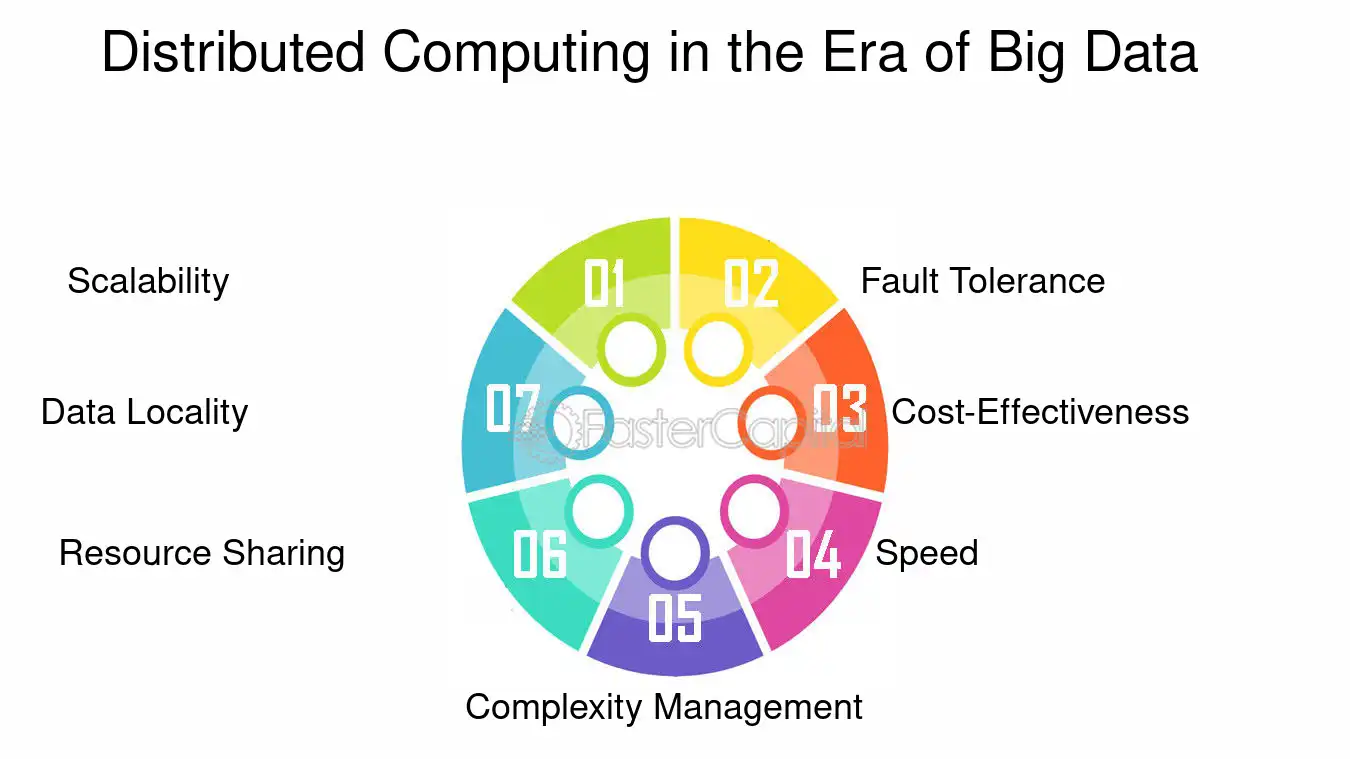 Distributed Computing in the Era of Big Data
Scalability
01
02
Fault Tolerance
Data Locality
07
03
Cost-Effectiveness
FasterCapital
Resource Sharing
06
04
Speed
05
Complexity Management